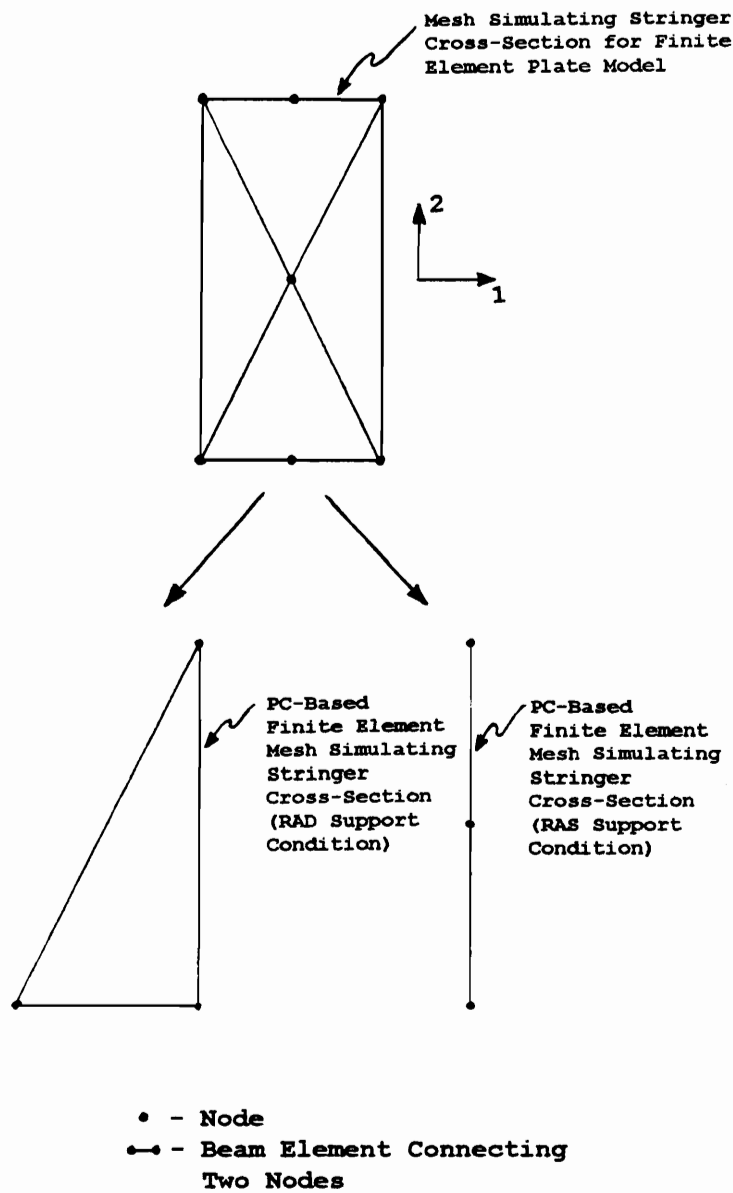 Mesh Simulating Stringer
Cross-Section for Finite
Element Plate Model
2
1
PC-Based
Finite Element
Mesh Simulating
Stringer
Cross-Section
(RAD Support
Condition)
PC-Based
Finite Element
Mesh Simulating
Stringer
Cross-Section
(RAS Support
Condition)
- Node
- Beam Element Connecting
Two Nodes